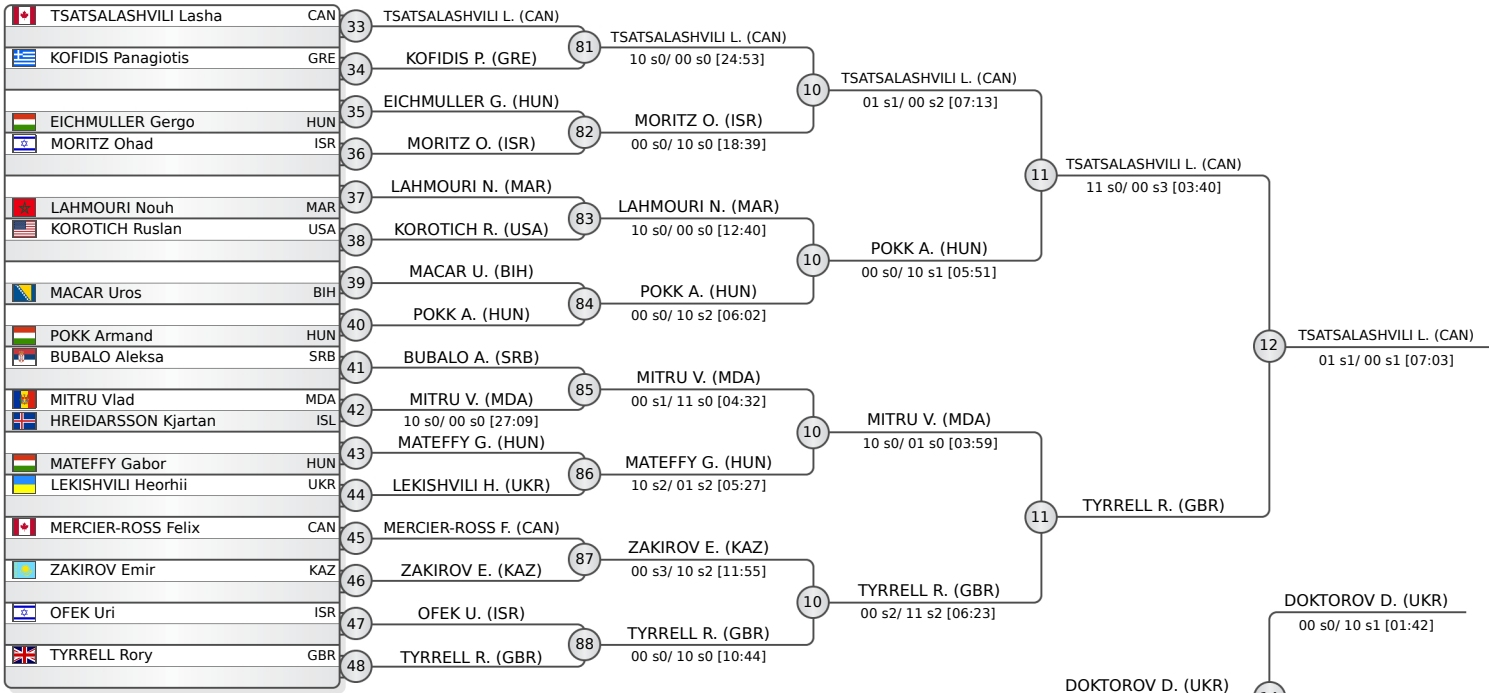 TSATSALASHVILI Lasha CAN
KOFIDIS Panagiotis GRE
EICHMULLER Gergo HUN
MORITZ Ohad ISR
LAHMOURI Nouh MAR
KOROTICH Ruslan USA
MACAR Uros BIH
POKK Armand HUN
BUBALO Aleksa SRB
MITRU Vlad MDA
HREIDARSSON Kjartan ISL
MATEFFY Gabor HUN
LEKISHVILI Heorhii UKR
MERCIER-ROSS Felix CAN
ZAKIROV Emir KAZ
OFEK Uri ISR
TYRRELL Rory GBR
33 TSATSALASHVILI L. (CAN)
34 KOFIDIS P. (GRE)
35 EICHMULLER G. (HUN)
36 MORITZ O. (ISR)
37 LAHMOURI N. (MAR)
38 KOROTICH R. (USA)
39 MACAR U. (BIH)
40 POKK A. (HUN)
41 BUBALO A. (SRB)
42 MITRU V. (MDA)
10 s0/ 00 s0 [27:09]
43 MATEFFY G. (HUN)
44 LEKISHVILI H. (UKR)
45 MERCIER-ROSS F. (CAN)
46 ZAKIROV E. (KAZ)
47 OFEK U. (ISR)
48 TYRRELL R. (GBR)
81 TSATSALASHVILI L. (CAN)
10 s0/ 00 s0 [24:53]
82 MORITZ O. (ISR)
00 s0/ 10 s0 [18:39]
83 LAHMOURI N. (MAR)
10 s0/ 00 s0 [12:40]
84 POKK A. (HUN)
00 s0/ 10 s2 [06:02]
85 MITRU V. (MDA)
00 s1/ 11 s0 [04:32]
86 MATEFFY G. (HUN)
10 s2/ 01 s2 [05:27]
87 ZAKIROV E. (KAZ)
00 s3/ 10 s2 [11:55]
88 TYRRELL R. (GBR)
00 s0/ 10 s0 [10:44]
10 TSATSALASHVILI L. (CAN)
01 s1/ 00 s2 [07:13]
10 POKK A. (HUN)
00 s0/ 10 s1 [05:51]
10 MITRU V. (MDA)
10 s0/ 01 s0 [03:59]
10 TYRRELL R. (GBR)
00 s2/ 11 s2 [06:23]
11 TSATSALASHVILI L. (CAN)
11 s0/ 00 s3 [03:40]
11 TYRRELL R. (GBR)
12 TSATSALASHVILI L. (CAN)
01 s1/ 00 s1 [07:03]
DOKTOROV D. (UKR)
00 s0/ 10 s1 [01:42]
DOKTOROV D. (UKR)